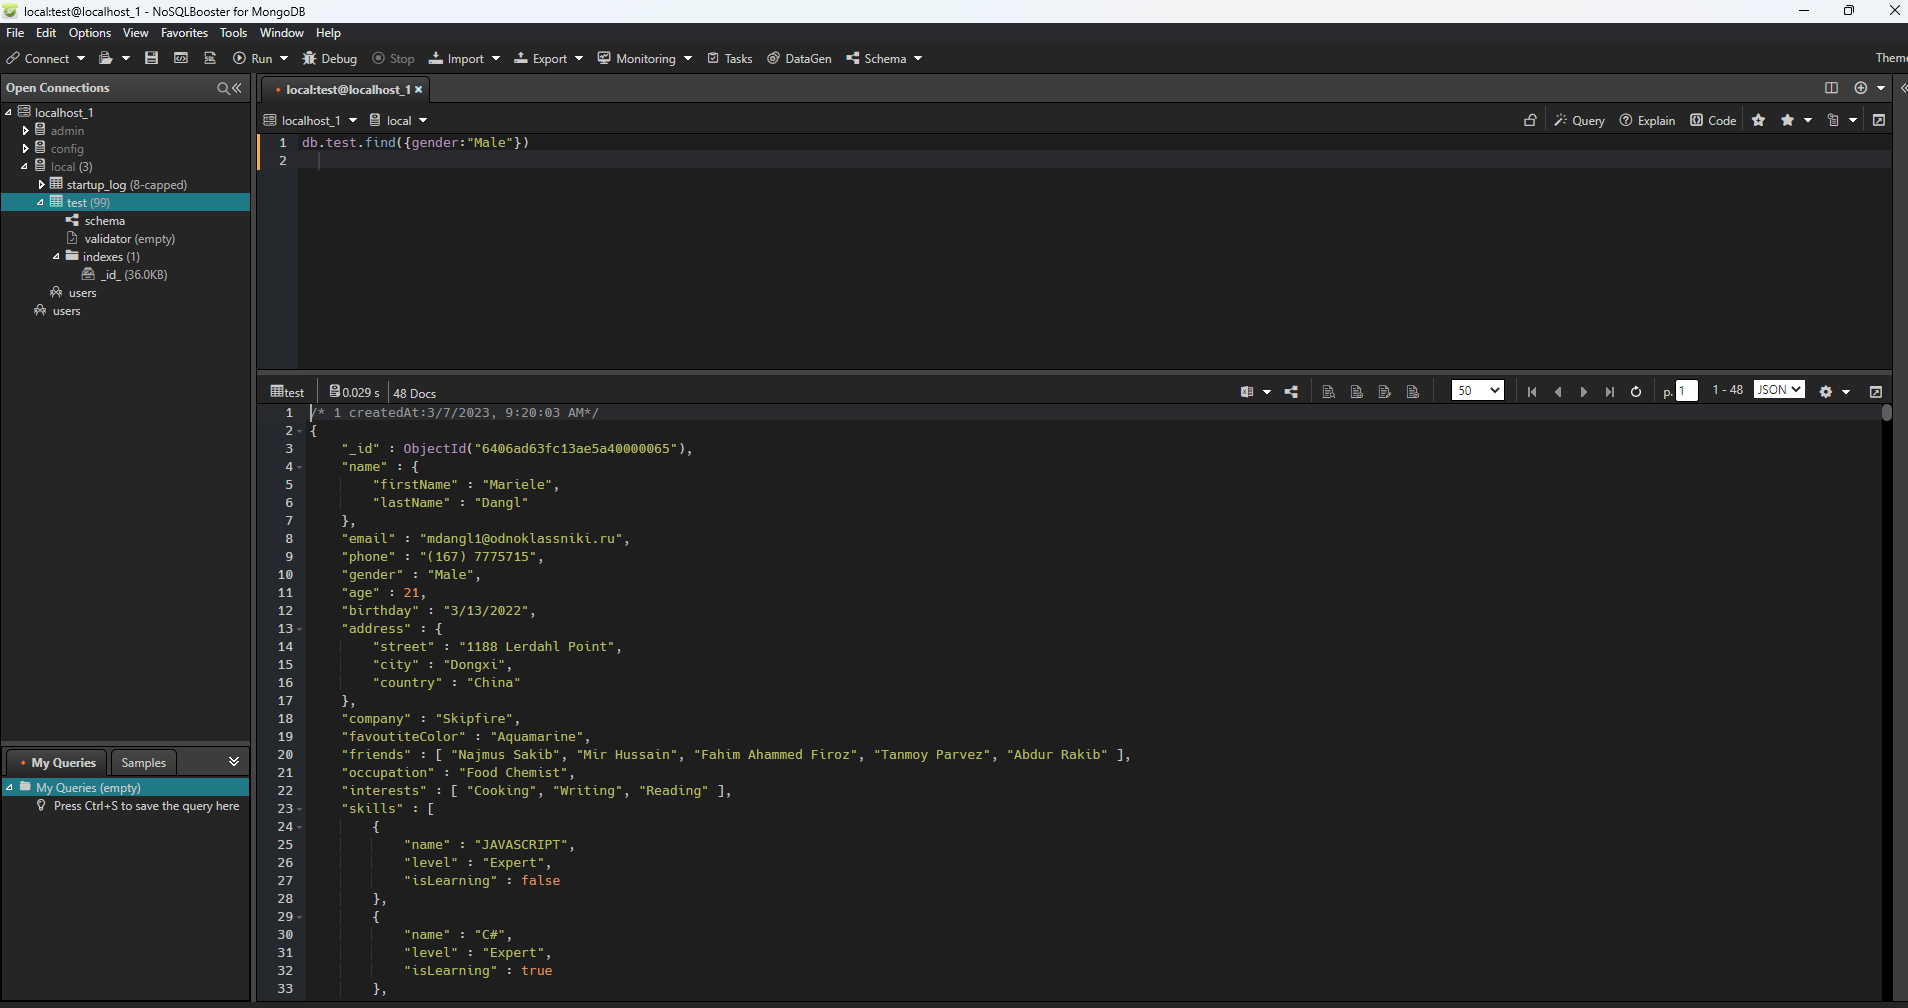 local:test@localhost_1 - NoSQLBooster for MongoDB
File Edit Options View Favorites Tools Window Help
Connect Run Debug Stop Import Export Monitoring Tasks DataGen Schema Theme
Open Connections
localhost_1
admin
config
local (3)
startup_log (8-capped)
test (99)
schema
validator (empty)
indexes (1)
_id_ (36.0KB)
users
users
My Queries Samples
My Queries (empty)
Press Ctrl+S to save the query here
local:test@localhost_1
localhost_1 local Query Explain Code
1 db.test.find({gender:"Male"})
2
test 0.029 s 48 Docs 50 p. 1 1 - 48 JSON
1 /* 1 createdAt:3/7/2023, 9:20:03 AM*/
2 {
3 "_id" : ObjectId("6406ad63fc13ae5a40000065"),
4 "name" : {
5 "firstName" : "Mariele",
6 "lastName" : "Dangl"
7 },
8 "email" : "mdangl1@odnoklassniki.ru",
9 "phone" : "(167) 7775715",
10 "gender" : "Male",
11 "age" : 21,
12 "birthday" : "3/13/2022",
13 "address" : {
14 "street" : "1188 Lerdahl Point",
15 "city" : "Dongxi",
16 "country" : "China"
17 },
18 "company" : "Skipfire",
19 "favoutiteColor" : "Aquamarine",
20 "friends" : [ "Najmus Sakib", "Mir Hussain", "Fahim Ahammed Firoz", "Tanmoy Parvez", "Abdur Rakib" ],
21 "occupation" : "Food Chemist",
22 "interests" : [ "Cooking", "Writing", "Reading" ],
23 "skills" : [
24 {
25 "name" : "JAVASCRIPT",
26 "level" : "Expert",
27 "isLearning" : false
28 },
29 {
30 "name" : "C#",
31 "level" : "Expert",
32 "isLearning" : true
33 },